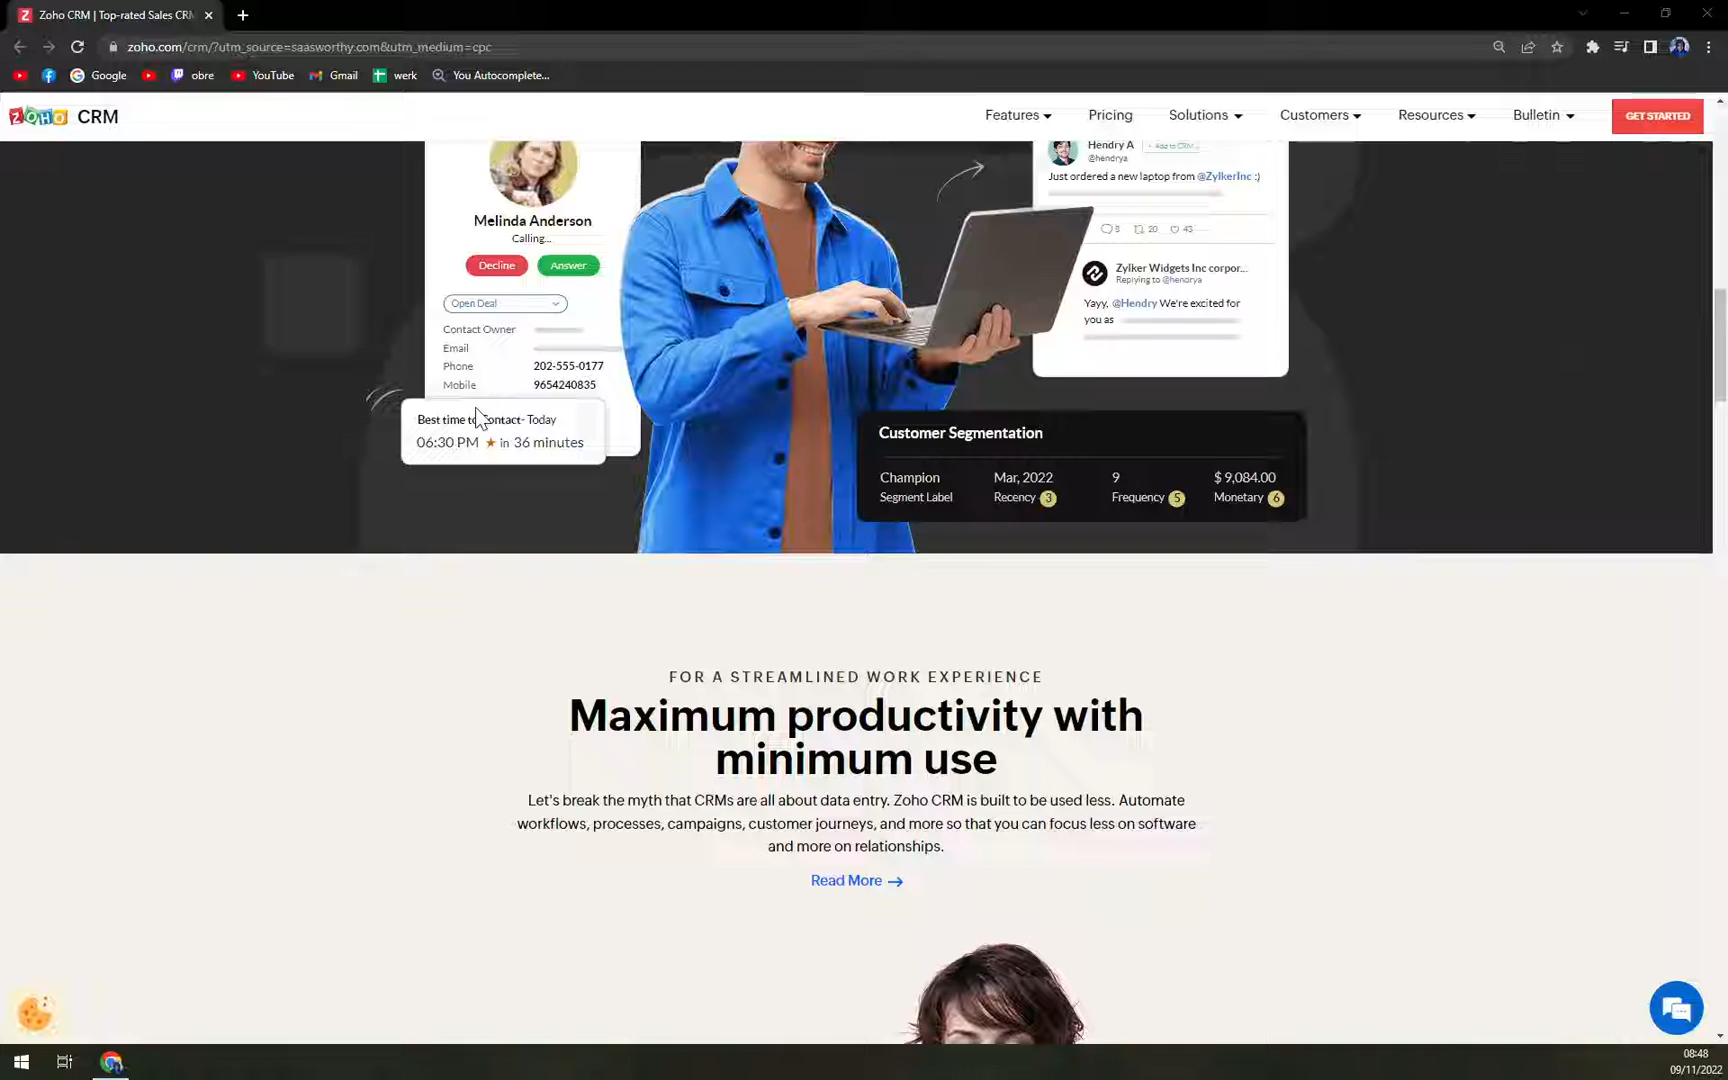 Zoho CRM | Top-rated Sales CRM
zoho.com/crm/?utm_source=saasworthy.com&utm_medium=cpc
Google
obre
YouTube
Gmail
werk
You Autocomplete...
ZOHO CRM
Features
Pricing
Solutions
Customers
Resources
Bulletin
GET STARTED
Melinda Anderson
Calling...
Decline
Answer
Open Deal
Contact Owner
Email
Phone 202-555-0177
Mobile 9654240835
Best time to Contact- Today
06:30 PM ★ in 36 minutes
Hendry A
+ Add to CRM...
@hendrya
Just ordered a new laptop from @ZylkerInc :)
8 20 43
Zylker Widgets Inc corpor...
Replying to @hendrya
Yayy, @Hendry We're excited for
you as
Customer Segmentation
Champion Mar, 2022 9 $ 9,084.00
Segment Label Recency 3 Frequency 5 Monetary 6
FOR A STREAMLINED WORK EXPERIENCE
Maximum productivity with
minimum use
Let's break the myth that CRMs are all about data entry. Zoho CRM is built to be used less. Automate
workflows, processes, campaigns, customer journeys, and more so that you can focus less on software
and more on relationships.
Read More →
08:48
09/11/2022